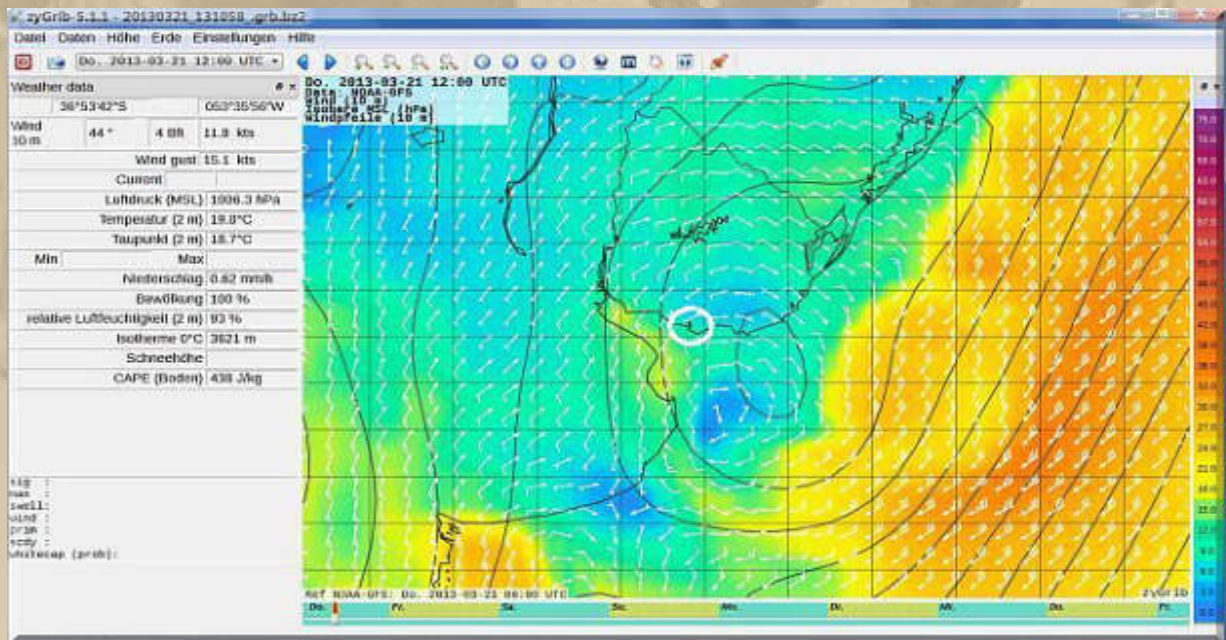 zyGrib-5.1.1 - 20130321_131058_.grb.bz2
Datei Daten Höhe Erde Einstellungen Hilfe
Do. 2013-03-21 12:00 UTC
Weather data
36°53'42"S 053°35'56"W
Wind 10 m 44 ° 4 Bft 11.8 kts
Wind gust 15.1 kts
Current
Luftdruck (MSL) 1006.3 hPa
Temperatur (2 m) 19.8°C
Taupunkt (2 m) 18.7°C
Min Max
Niederschlag 0.62 mm/h
Bewölkung 100 %
relative Luftfeuchtigkeit (2 m) 93 %
Isotherme 0°C 3621 m
Schneehöhe
CAPE (Boden) 438 J/kg
sig :
max :
swell:
wind :
prim :
scdy :
whitecap (prob):
Do. 2013-03-21 12:00 UTC
Data: NOAA-GFS
Wind (10 m)
Isobare MSL (hPa)
Windpfeile (10 m)
Ref NOAA-GFS: Do. 2013-03-21 06:00 UTC
zyGrib
Do. Fr. Sa. So. Mo. Di. Mi. Do. Fr.